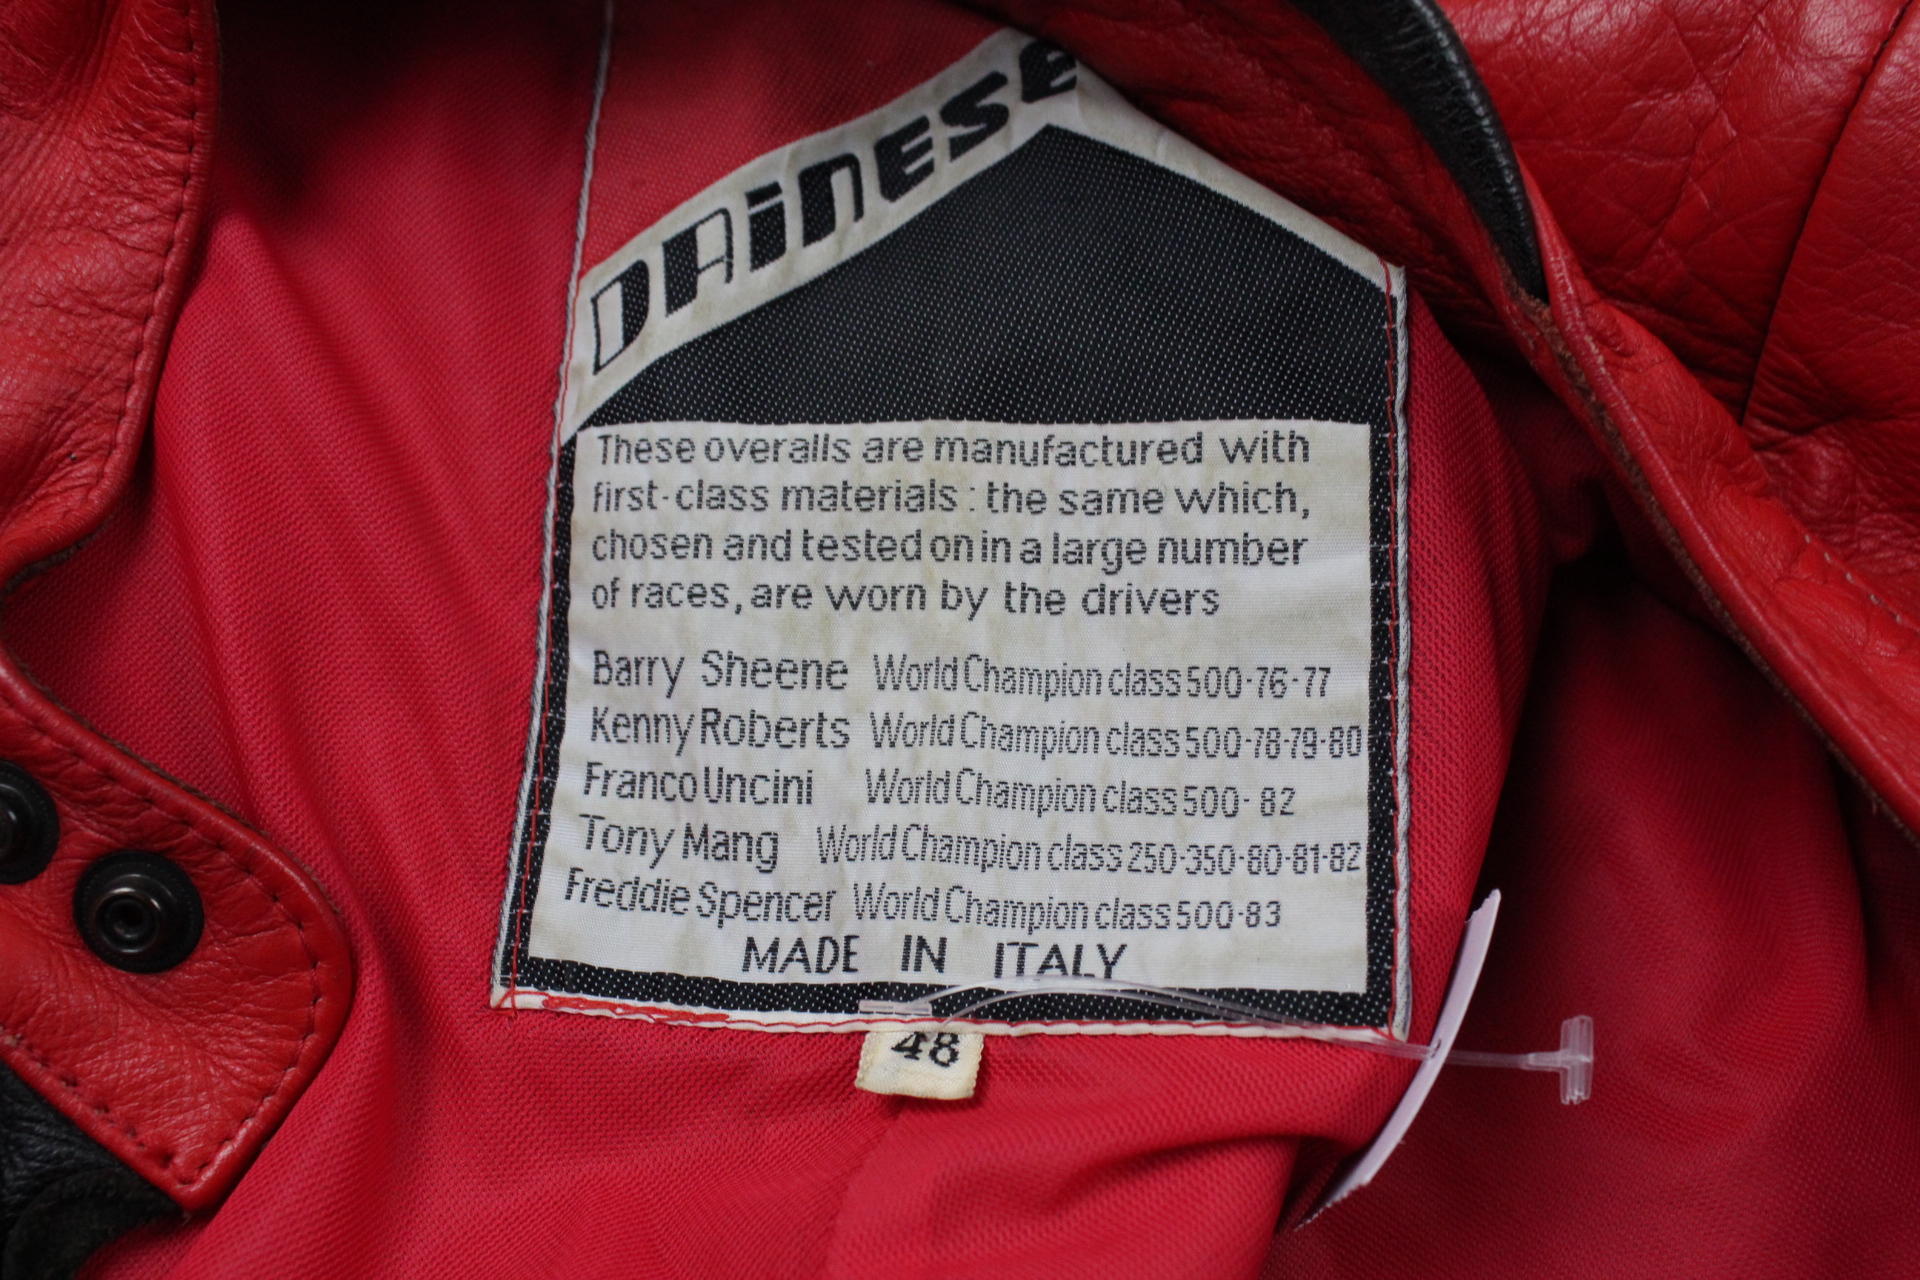 DAINESE
These overalls are manufactured with
first-class materials : the same which,
chosen and tested on in a large number
of races, are worn by the drivers
Barry Sheene World Champion class 500-76-77
Kenny Roberts World Champion class 500-78-79-80
Franco Uncini World Champion class 500-82
Tony Mang World Champion class 250-350-80-81-82
Freddie Spencer World Champion class 500-83
MADE IN ITALY
48